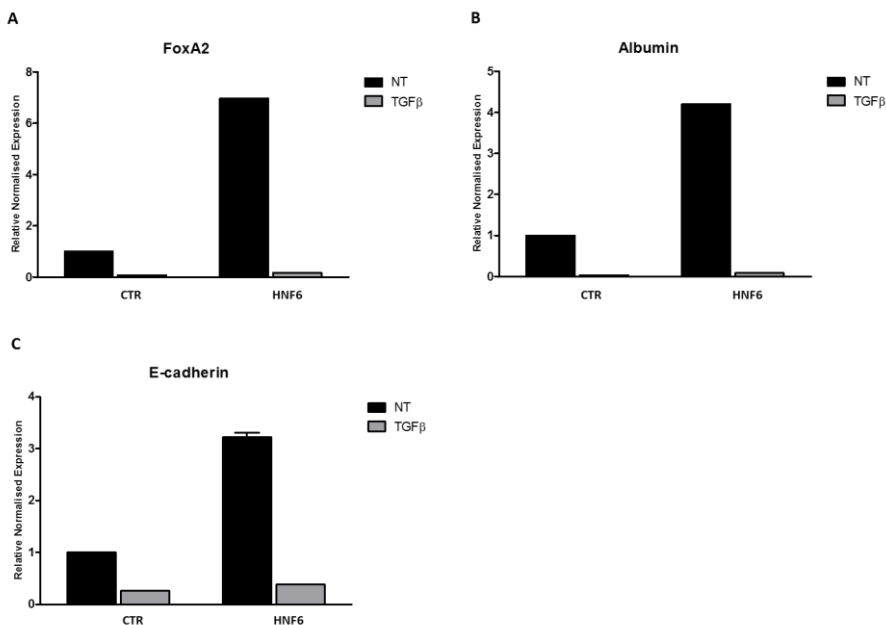 A
FoxA2
Relative Normalised Expression
8
6
4
2
0
CTR
HNF6
NT
TGFβ
B
Albumin
Relative Normalised Expression
5
4
3
2
1
0
CTR
HNF6
NT
TGFβ
C
E-cadherin
Relative Normalised Expression
4
3
2
1
0
CTR
HNF6
NT
TGFβ